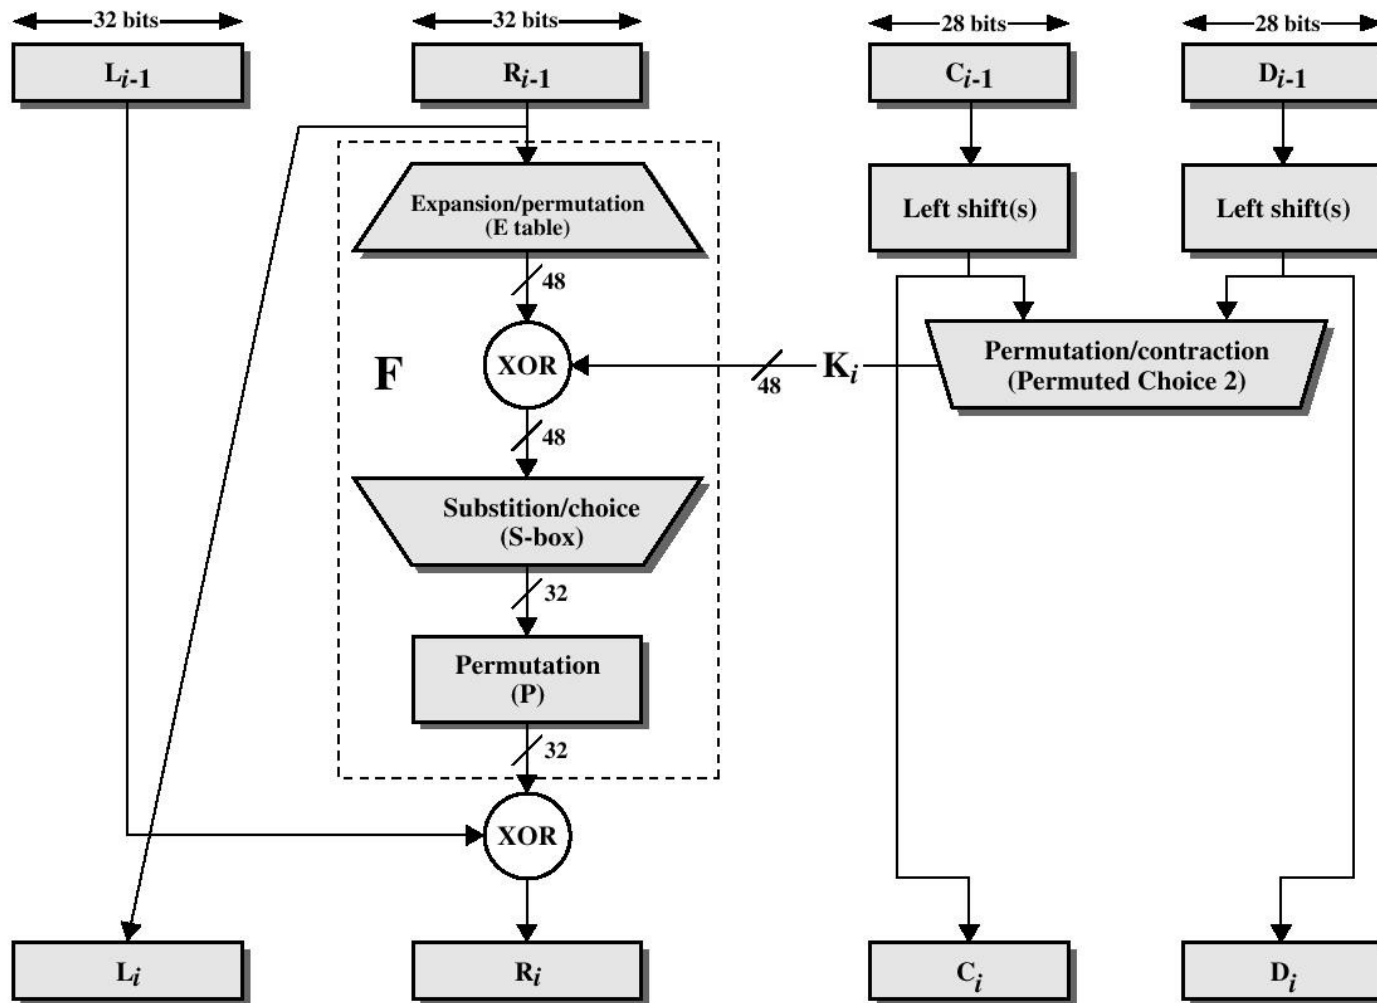 32 bits
32 bits
28 bits
28 bits
Li-1
Ri-1
Ci-1
Di-1
Expansion/permutation
(E table)
Left shift(s)
Left shift(s)
48
F
XOR
48
Ki
Permutation/contraction
(Permuted Choice 2)
48
Substition/choice
(S-box)
32
Permutation
(P)
32
XOR
Li
Ri
Ci
Di